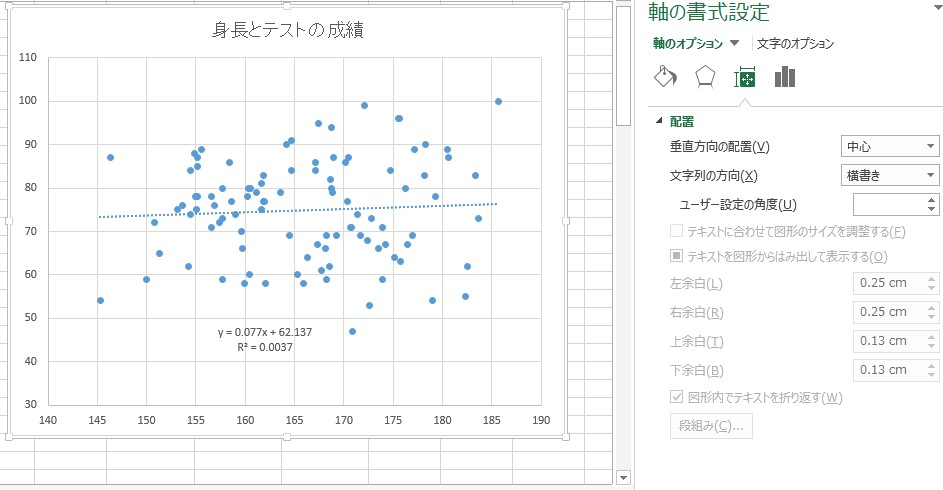 身長とテストの成績
110
100
90
80
70
60
50
40
30
y = 0.077x + 62.137
R² = 0.0037
140 145 150 155 160 165 170 175 180 185 190
軸の書式設定
軸のオプション 文字のオプション
配置
垂直方向の配置(V) 中心
文字列の方向(X) 横書き
ユーザー設定の角度(U)
テキストに合わせて図形のサイズを調整する(F)
テキストを図形からはみ出して表示する(O)
左余白(L) 0.25 cm
右余白(R) 0.25 cm
上余白(T) 0.13 cm
下余白(B) 0.13 cm
図形内でテキストを折り返す(W)
段組み(C)...